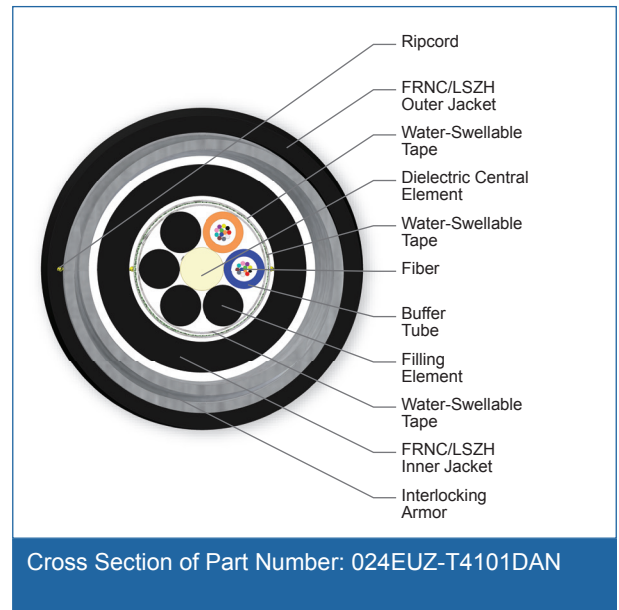 Ripcord
FRNC/LSZH
Outer Jacket
Water-Swellable
Tape
Dielectric Central
Element
Water-Swellable
Tape
Fiber
Buffer
Tube
Filling
Element
Water-Swellable
Tape
FRNC/LSZH
Inner Jacket
Interlocking
Armor
Cross Section of Part Number: 024EUZ-T4101DAN